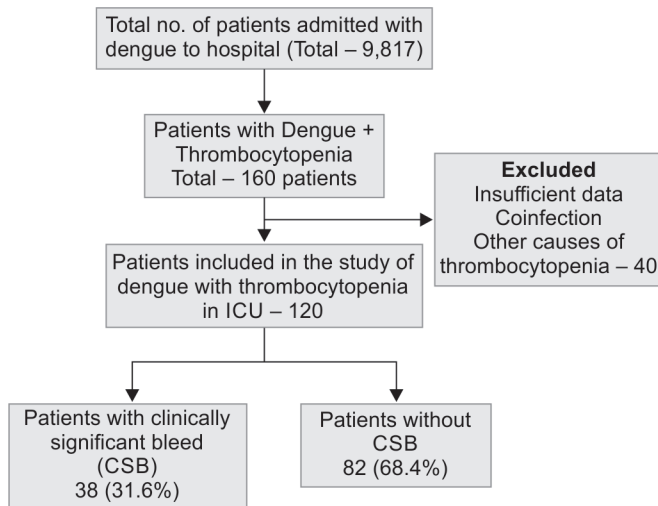 Total no. of patients admitted with
dengue to hospital (Total – 9,817)
Patients with Dengue +
Thrombocytopenia
Total – 160 patients
Excluded
Insufficient data
Coinfection
Other causes of
thrombocytopenia – 40
Patients included in the study of
dengue with thrombocytopenia
in ICU – 120
Patients with clinically
significant bleed
(CSB)
38 (31.6%)
Patients without
CSB
82 (68.4%)